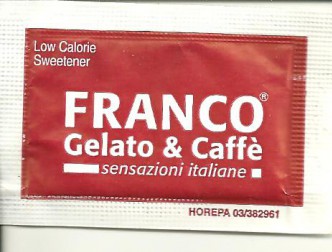 Low Calorie
Sweetener
FRANCO®
Gelato & Caffè
sensazioni italiane
HOREPA 03/382961